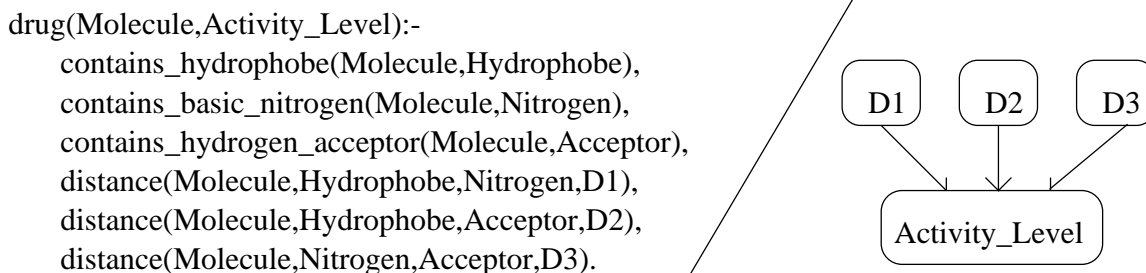 drug(Molecule,Activity_Level):-
contains_hydrophobe(Molecule,Hydrophobe),
contains_basic_nitrogen(Molecule,Nitrogen),
contains_hydrogen_acceptor(Molecule,Acceptor),
distance(Molecule,Hydrophobe,Nitrogen,D1),
distance(Molecule,Hydrophobe,Acceptor,D2),
distance(Molecule,Nitrogen,Acceptor,D3).
D1 D2 D3
Activity_Level